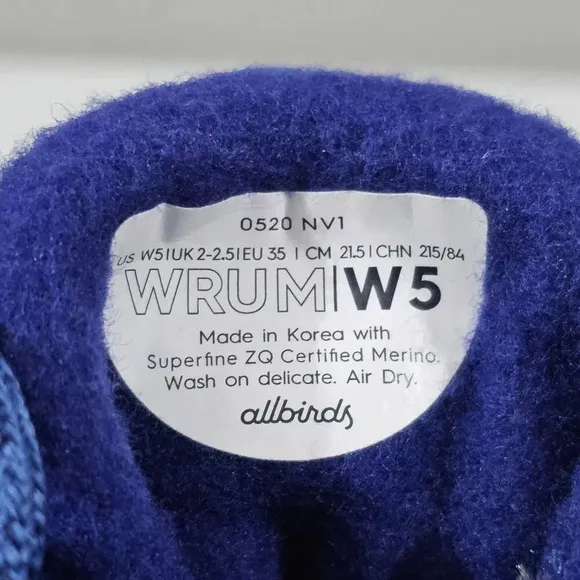 0520 NV1
US W5|UK 2-2.5|EU 35 | CM 21.5|CHN 215/84
WRUM|W5
Made in Korea with
Superfine ZQ Certified Merino.
Wash on delicate. Air Dry.
allbirds